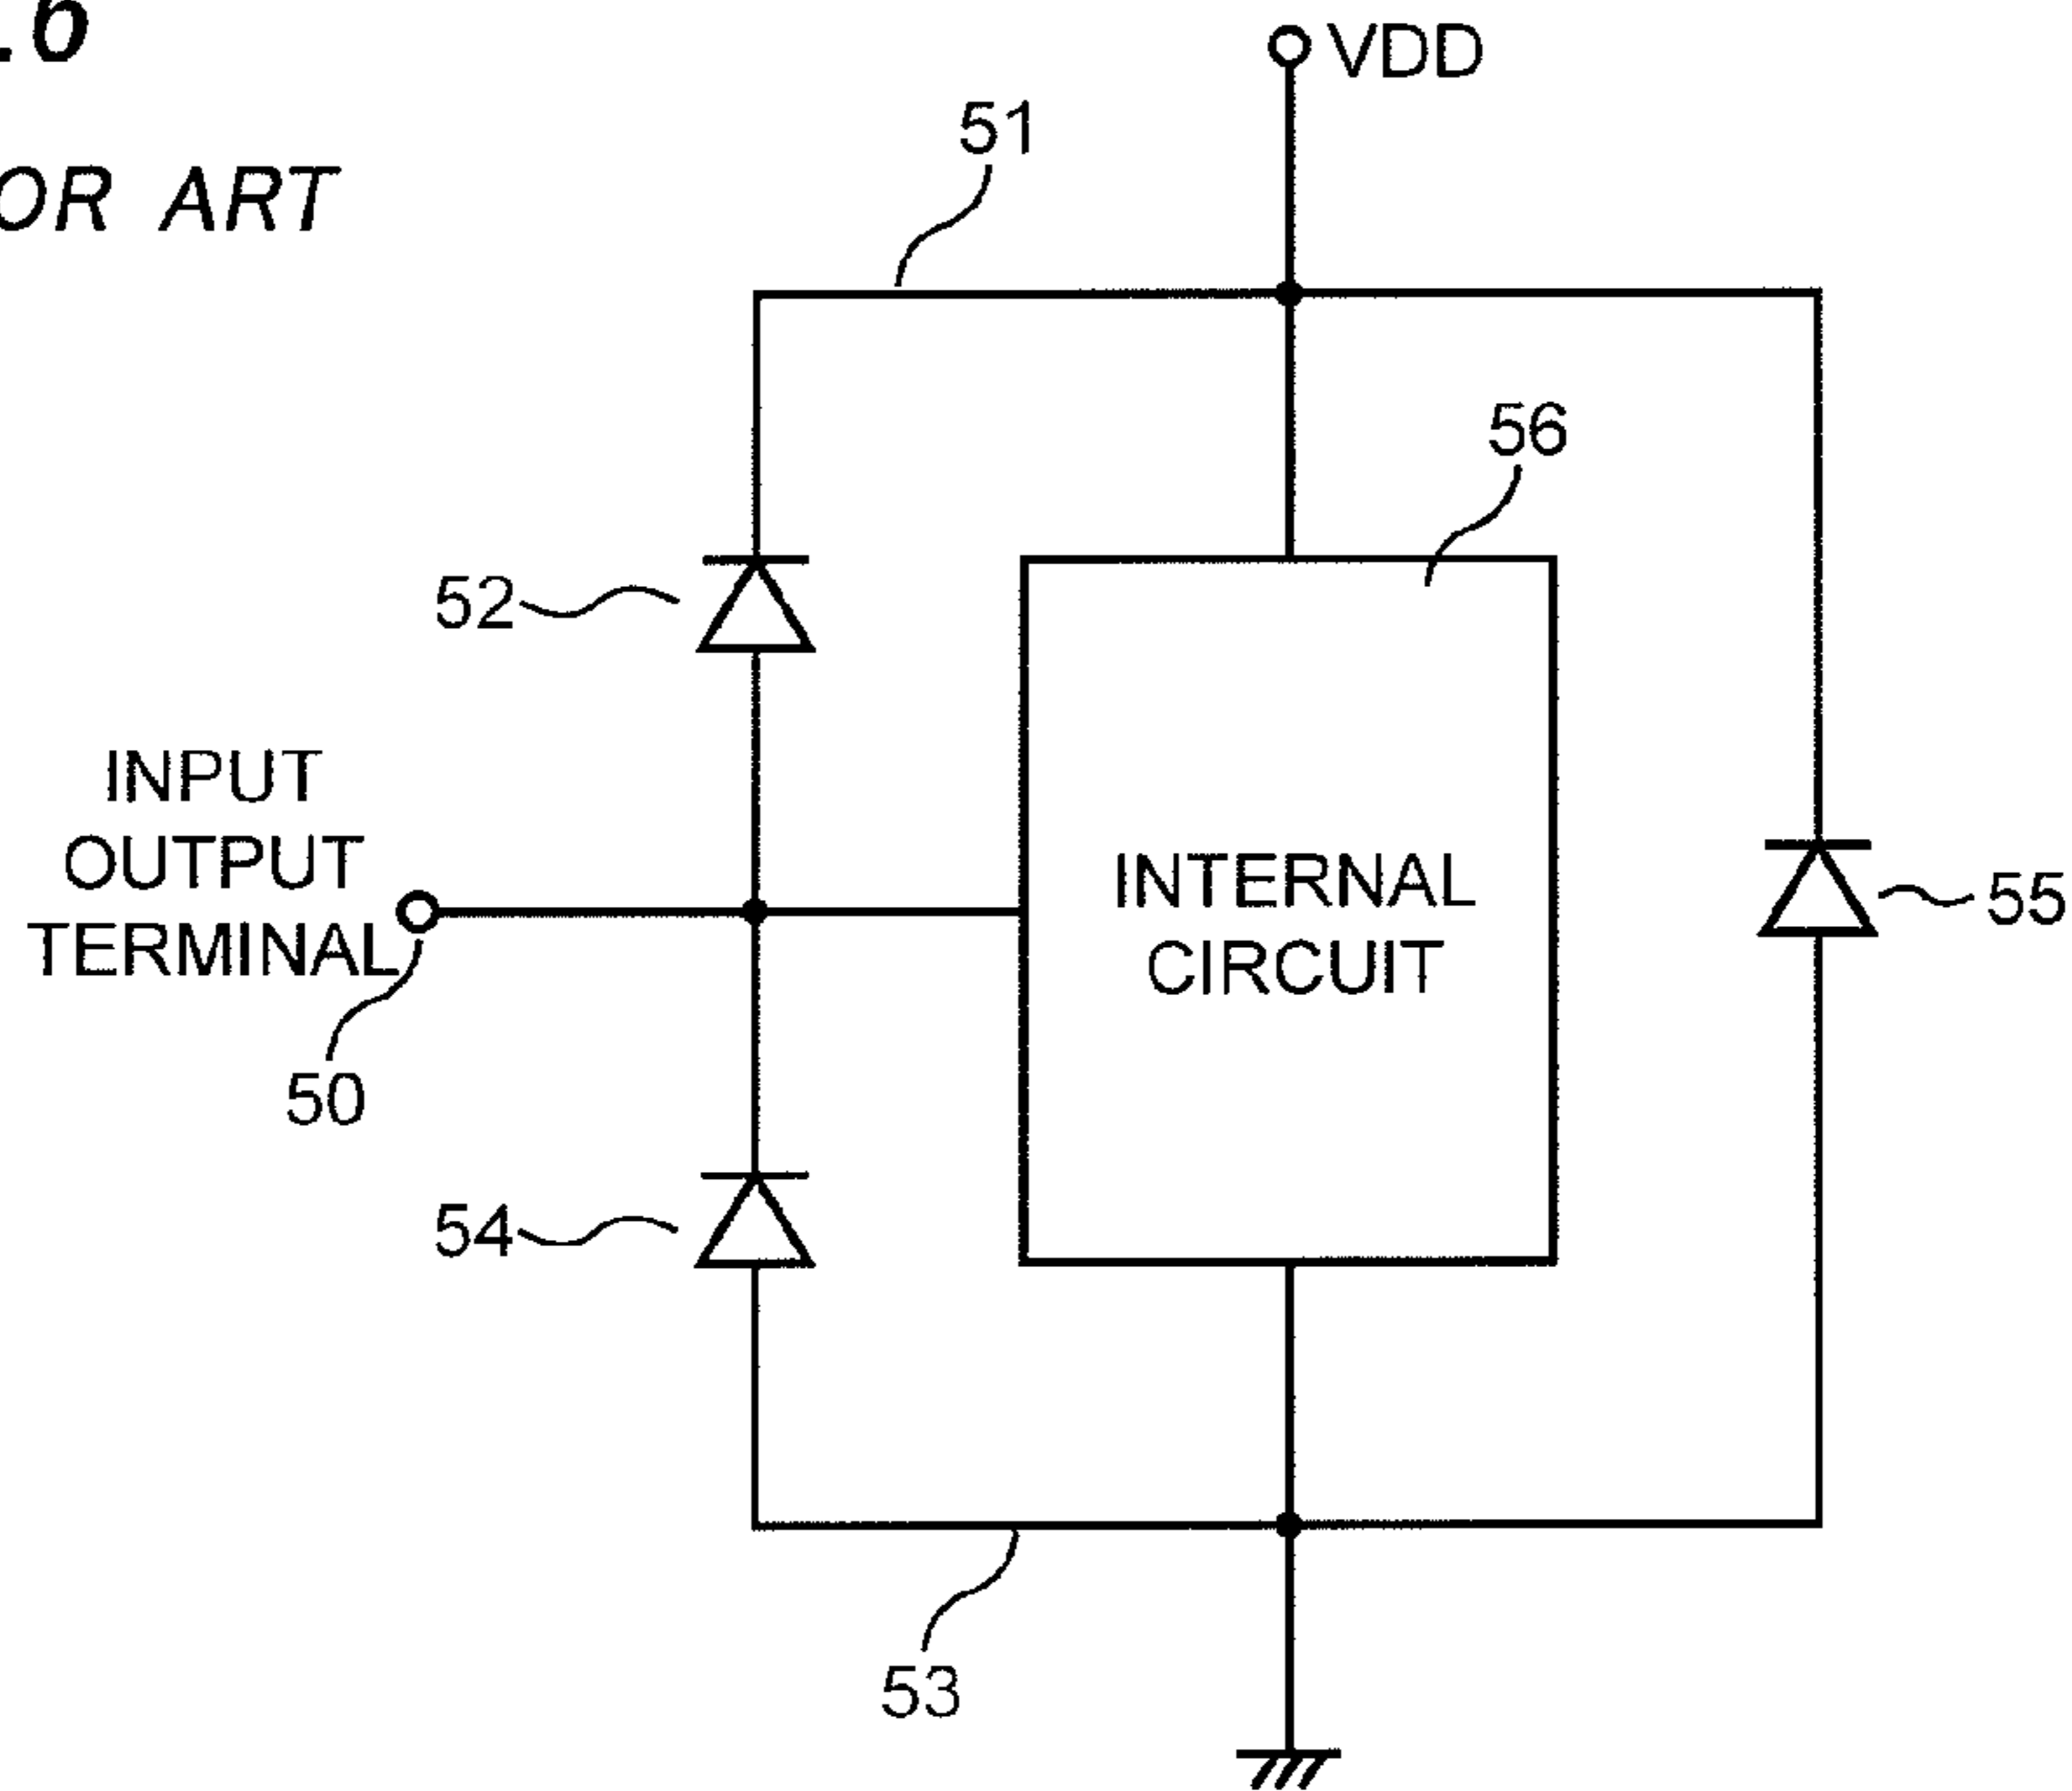 .6
OR ART
VDD
51
56
52
INPUT
OUTPUT
TERMINAL
INTERNAL
CIRCUIT
55
50
54
53